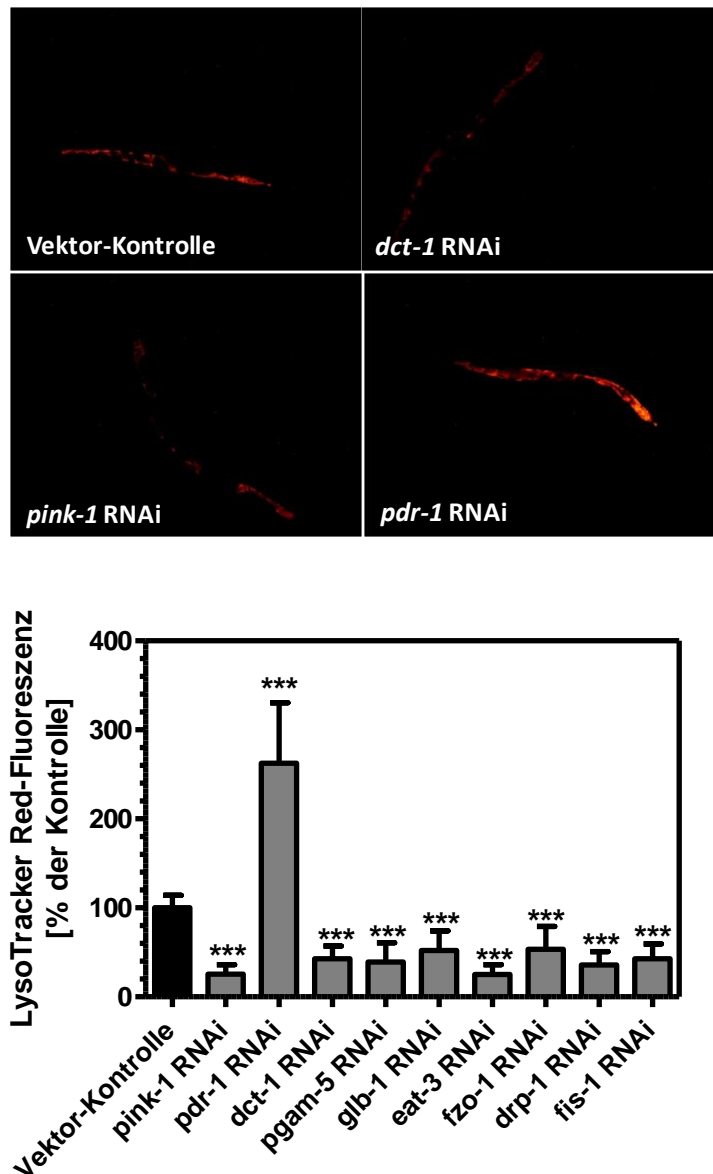 Vektor-Kontrolle
dct-1 RNAi
pink-1 RNAi
pdr-1 RNAi
LysoTracker Red-Fluoreszenz
[% der Kontrolle]
400
300
200
100
0
***
***
***
***
***
***
***
***
***
Vektor-Kontrolle
pink-1 RNAi
pdr-1 RNAi
dct-1 RNAi
pgam-5 RNAi
glb-1 RNAi
eat-3 RNAi
fzo-1 RNAi
drp-1 RNAi
fis-1 RNAi